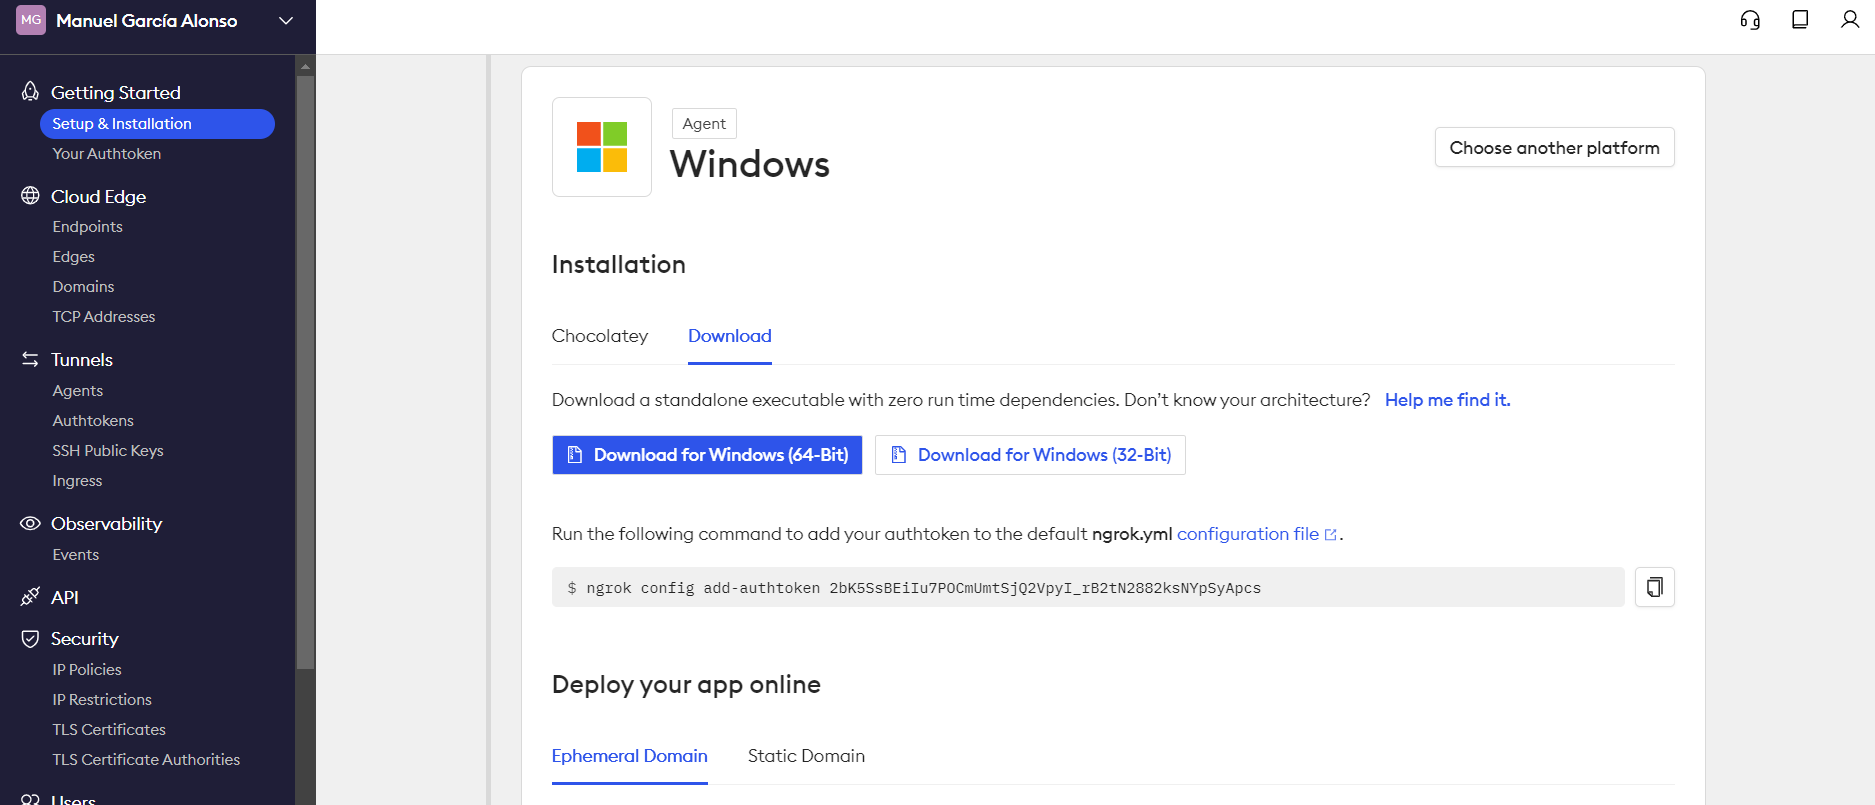 MG Manuel García Alonso
Getting Started
Setup & Installation
Your Authtoken
Cloud Edge
Endpoints
Edges
Domains
TCP Addresses
Tunnels
Agents
Authtokens
SSH Public Keys
Ingress
Observability
Events
API
Security
IP Policies
IP Restrictions
TLS Certificates
TLS Certificate Authorities
Users
Agent
Windows
Choose another platform
Installation
Chocolatey Download
Download a standalone executable with zero run time dependencies. Don't know your architecture? Help me find it.
Download for Windows (64-Bit) Download for Windows (32-Bit)
Run the following command to add your authtoken to the default ngrok.yml configuration file.
$ ngrok config add-authtoken 2bK5SsBEiIu7POCmUmtSjQ2VpyI_rB2tN2882ksNYpSyApcs
Deploy your app online
Ephemeral Domain Static Domain